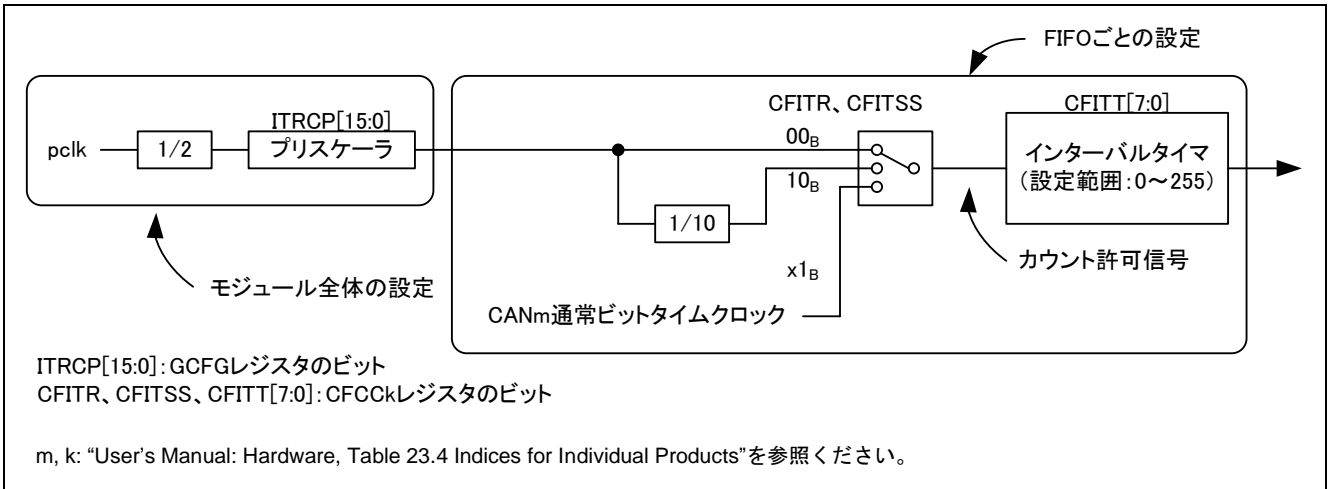 FIFOごとの設定
ITRCP[15:0]
pclk
1/2
プリスケーラ
CFITR、CFITSS
00B
10B
x1B
1/10
CFITT[7:0]
インターバルタイマ
(設定範囲:0～255)
カウント許可信号
モジュール全体の設定
CANm通常ビットタイムクロック
ITRCP[15:0]:GCFGレジスタのビット
CFITR、CFITSS、CFITT[7:0]:CFCCkレジスタのビット
m, k: “User’s Manual: Hardware, Table 23.4 Indices for Individual Products”を参照ください。